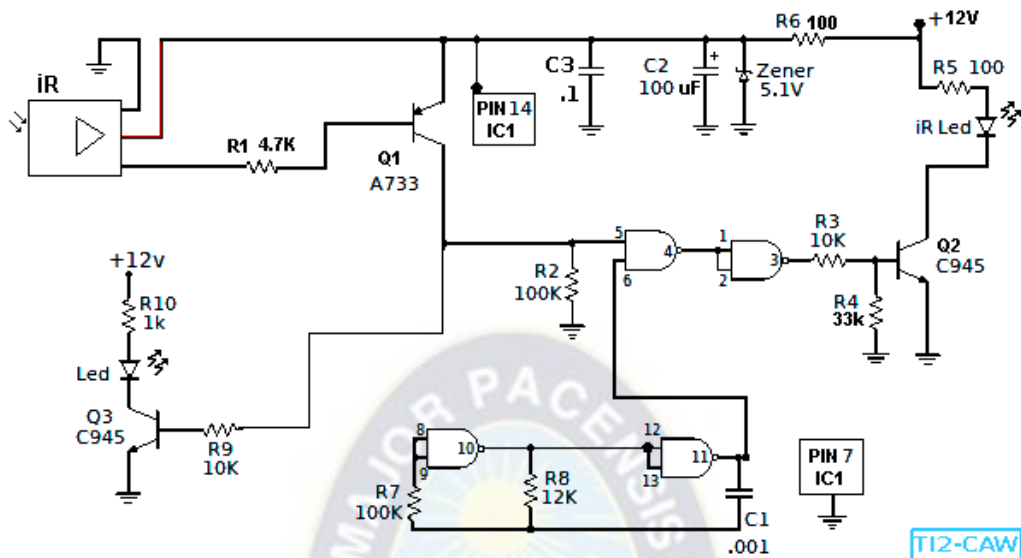 R6 100
+12V
iR
C3
.1
C2
100 uF
+
Zener
5.1V
R5 100
iR Led
PIN 14
IC1
R1 4.7K
Q1
A733
5
6
4
1
2
3
R3
10K
Q2
C945
R2
100K
R4
33k
+12v
R10
1k
Led
Q3
C945
R9
10K
MAJOR PACENSIS
8
9
10
12
13
11
R7
100K
R8
12K
C1
.001
PIN 7
IC1
TI2-CAW